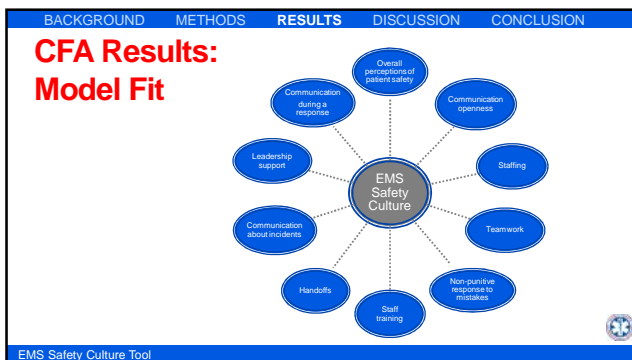 BACKGROUND METHODS RESULTS DISCUSSION CONCLUSION
CFA Results:
Model Fit
Overall
perceptions of
patient safety
Communication
openness
Staffing
Teamwork
Non-punitive
response to
mistakes
Staff
training
Handoffs
Communication
about incidents
Leadership
support
Communication
during a
response
EMS
Safety
Culture
EMS Safety Culture Tool